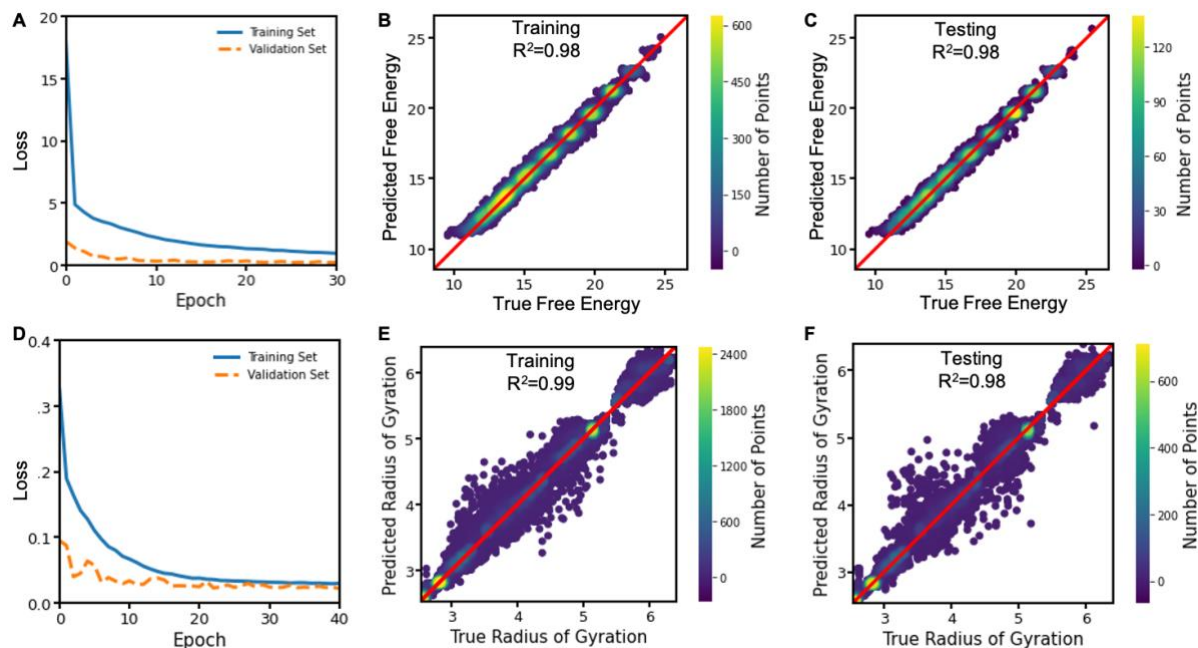 A
20
15
10
5
0
Loss
0
10
20
30
Epoch
Training Set
Validation Set
B
Training
R²=0.98
25
20
15
10
Predicted Free Energy
10
15
20
25
True Free Energy
600
450
300
150
0
Number of Points
C
Testing
R²=0.98
25
20
15
10
Predicted Free Energy
10
15
20
25
True Free Energy
120
90
60
30
0
Number of Points
D
0.4
.3
.2
0.1
0.0
Loss
0
10
20
30
40
Epoch
Training Set
Validation Set
E
Training
R²=0.99
6
5
4
3
Predicted Radius of Gyration
3
4
5
6
True Radius of Gyration
2400
1800
1200
600
0
Number of Points
F
Testing
R²=0.98
6
5
4
3
Predicted Radius of Gyration
3
4
5
6
True Radius of Gyration
600
400
200
0
Number of Points